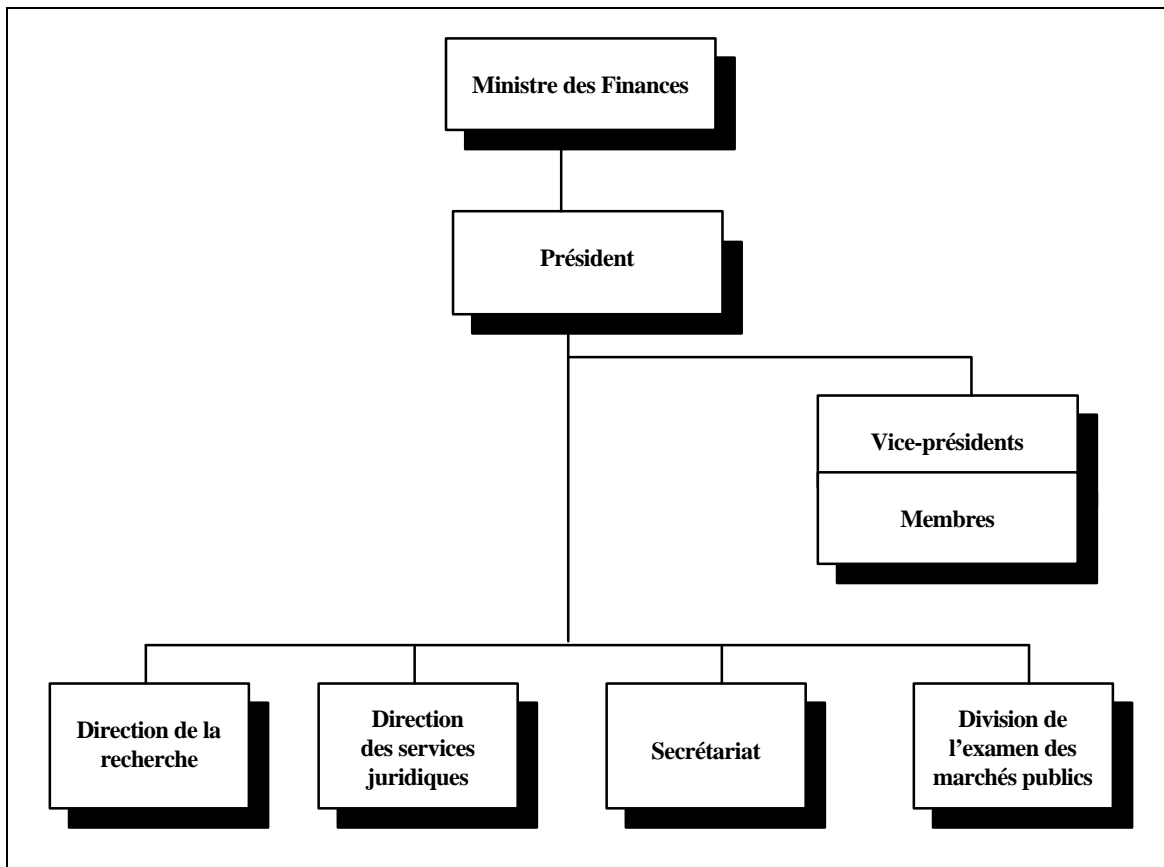 Ministre des Finances
Président
Vice-présidents
Membres
Direction de la
recherche
Direction
des services
juridiques
Secrétariat
Division de
l’examen des
marchés publics